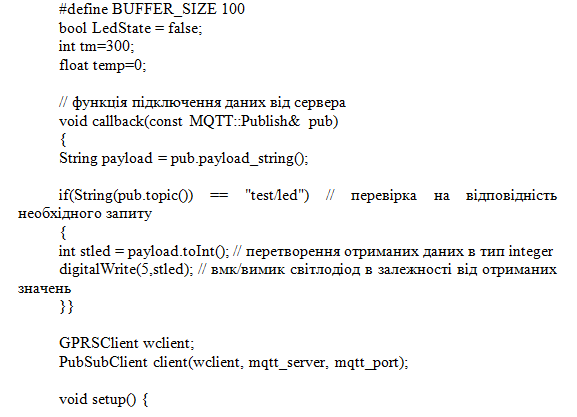 #define BUFFER_SIZE 100
bool LedState = false;
int tm=300;
float temp=0;
// функція підключення даних від сервера
void callback(const MQTT::Publish& pub)
{
String payload = pub.payload_string();
if(String(pub.topic()) == "test/led") // перевірка на відповідність
необхідного запиту
{
int stled = payload.toInt(); // перетворення отриманих даних в тип integer
digitalWrite(5,stled); // вмк/вимик світлодіод в залежності від отриманих
значень
}}
GPRSClient wclient;
PubSubClient client(wclient, mqtt_server, mqtt_port);
void setup() {